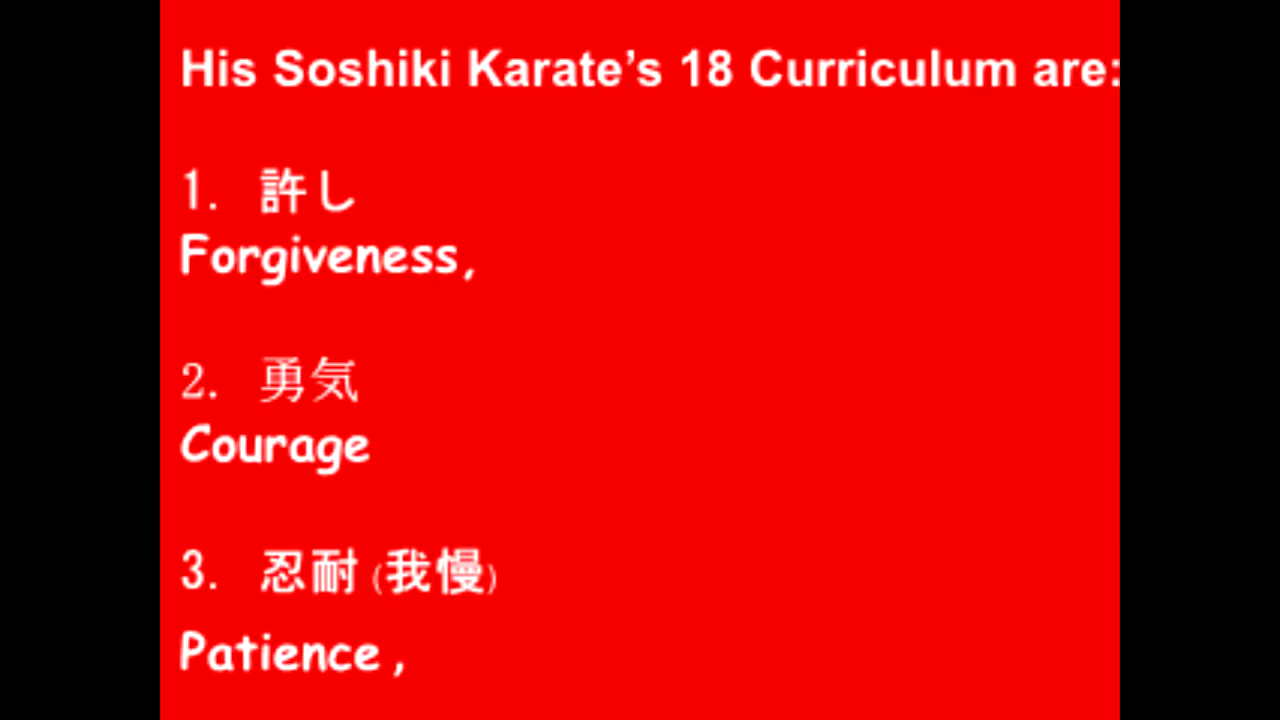 His Soshiki Karate’s 18 Curriculum are:
1. 許し
Forgiveness,
2. 勇気
Courage
3. 忍耐 (我慢)
Patience ,